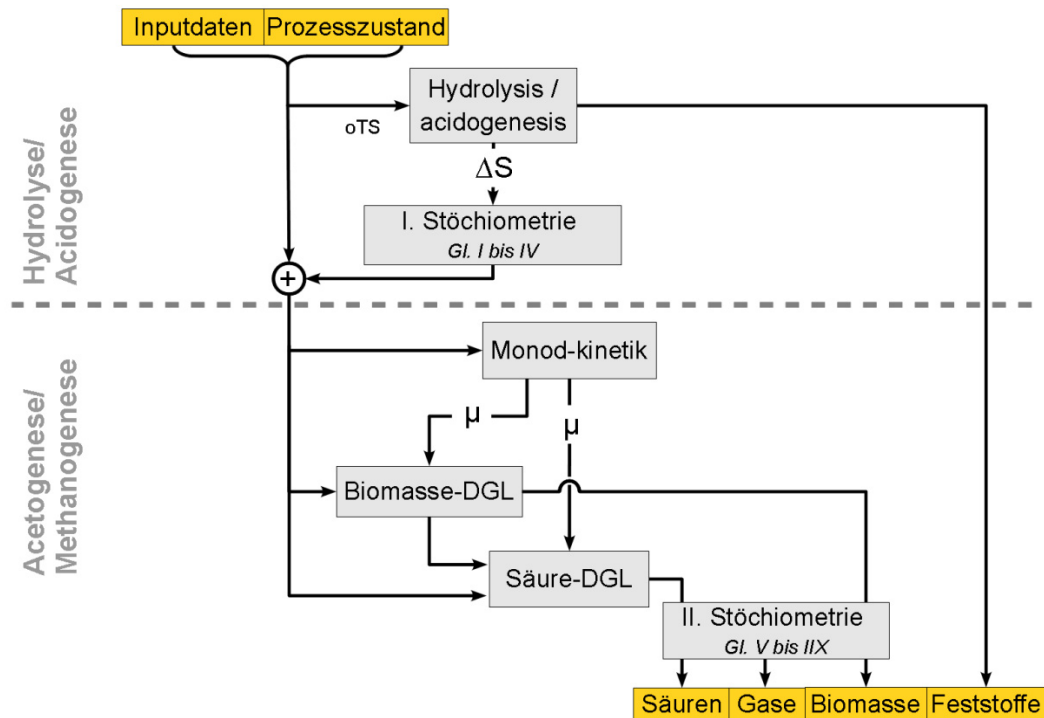 Inputdaten Prozesszustand
Hydrolyse/
Acidogenese
Hydrolysis /
acidogenesis
oTS
ΔS
I. Stöchiometrie
Gl. I bis IV
+
Acetogenese/
Methanogenese
Monod-kinetik
μ
μ
Biomasse-DGL
Säure-DGL
II. Stöchiometrie
Gl. V bis IIX
Säuren Gase Biomasse Feststoffe